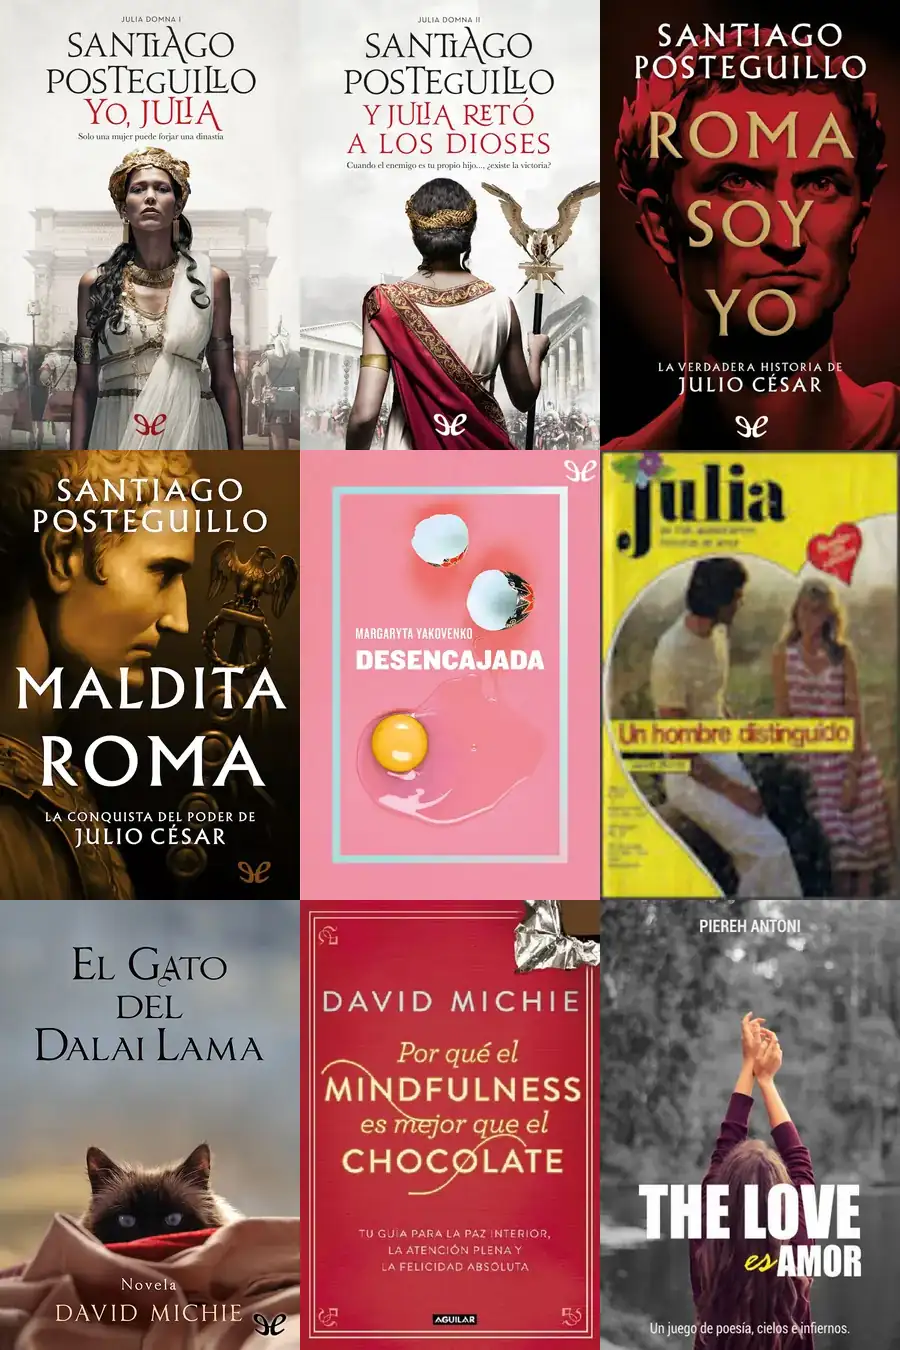 JULIA DOMNA I
SANTIAGO
POSTEGUILLO
YO, JULIA
Solo una mujer puede forjar una dinastía
JULIA DOMNA II
SANTIAGO
POSTEGUILLO
Y JULIA RETÓ
A LOS DIOSES
Cuando el enemigo es tu propio hijo..., ¿existe la victoria?
SANTIAGO
POSTEGUILLO
ROMA
SOY
YO
LA VERDADERA HISTORIA DE
JULIO CÉSAR
SANTIAGO
POSTEGUILLO
MALDITA
ROMA
LA CONQUISTA DEL PODER DE
JULIO CÉSAR
MARGARYTA YAKOVENKO
DESENCAJADA
Julia
Un hombre distinguido
EL GATO
DEL
DALAI LAMA
Novela
DAVID MICHIE
DAVID MICHIE
Por qué el
MINDFULNESS
es mejor que el
CHOCOLATE
TU GUÍA PARA LA PAZ INTERIOR,
LA ATENCIÓN PLENA Y
LA FELICIDAD ABSOLUTA
AGUILAR
PIEREH ANTONI
THE LOVE
es AMOR
Un juego de poesía, cielos e infiernos.